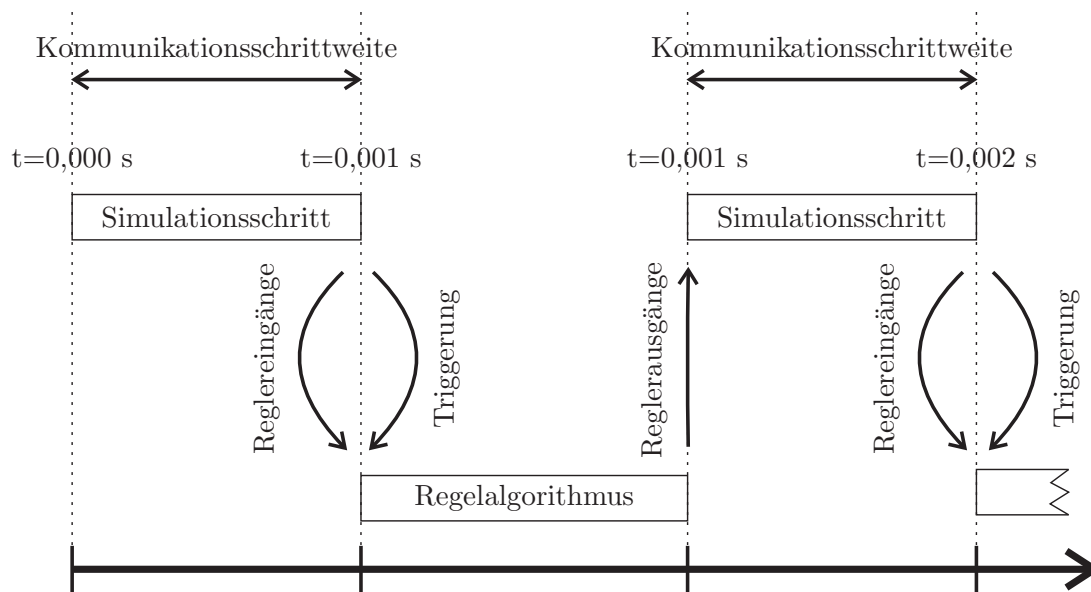 Kommunikationsschrittweite
Kommunikationsschrittweite
t=0,000 s
t=0,001 s
t=0,001 s
t=0,002 s
Simulationsschritt
Simulationsschritt
Reglereingänge
Triggerung
Reglerausgänge
Reglereingänge
Triggerung
Regelalgorithmus